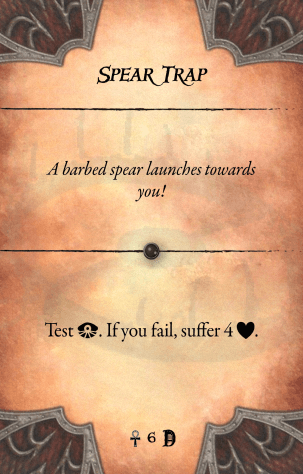 Spear Trap
A barbed spear launches towards
you!
Test . If you fail, suffer 4 ♥.
☥ 6 D